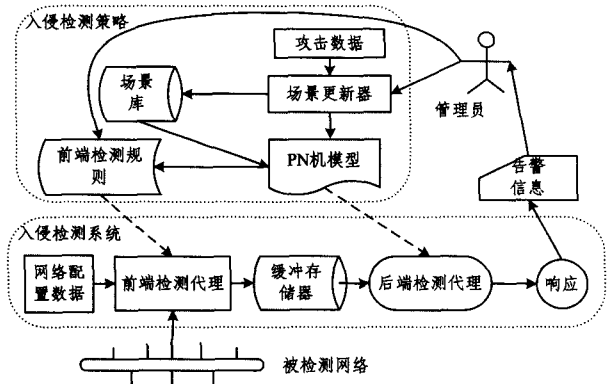 入侵检测策略
攻击数据
场景
库
场景更新器
管理员
前端检测规
则
PN机模型
告警
信息
入侵检测系统
网络配
置数据
前端检测代理
缓冲存
储器
后端检测代理
响应
被检测网络